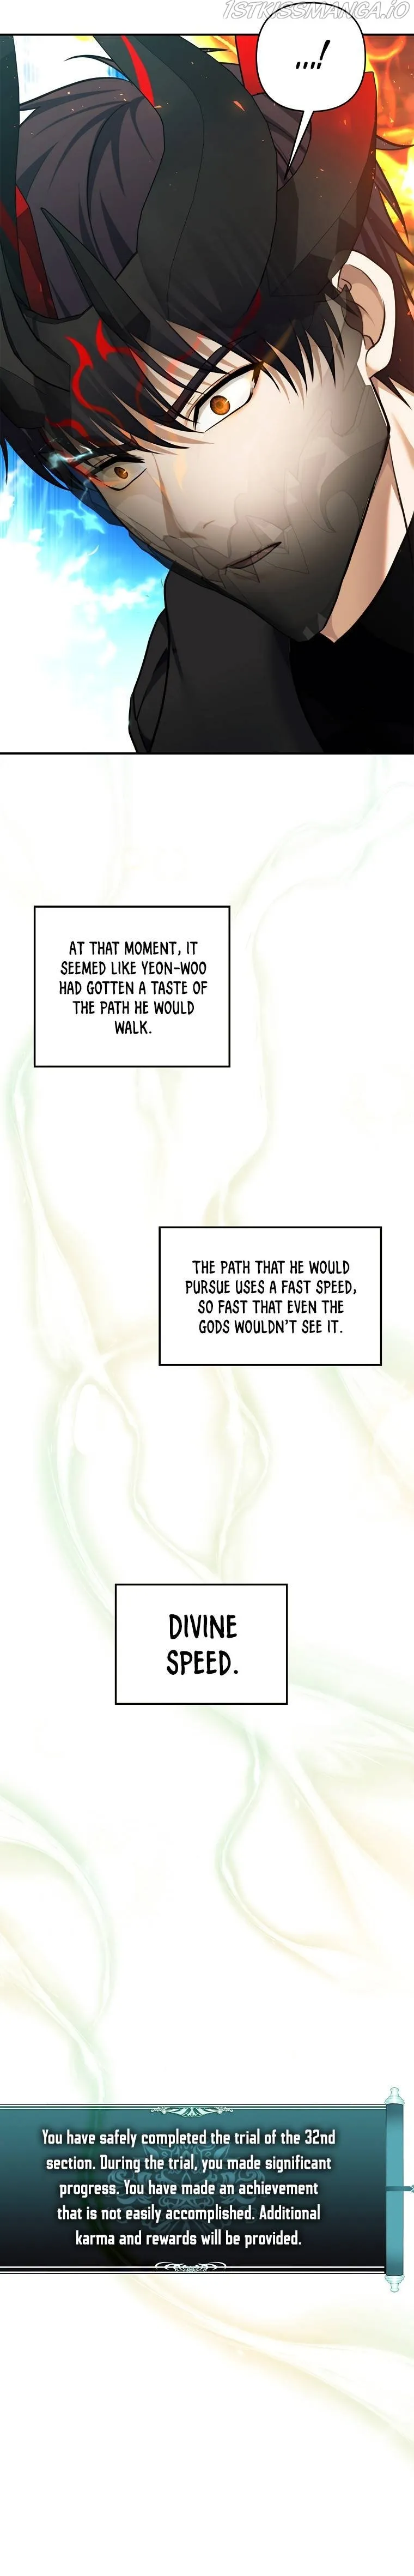 1STKISSMANGA.IO
...!
AT THAT MOMENT, IT
SEEMED LIKE YEON-WOO
HAD GOTTEN A TASTE OF
THE PATH HE WOULD
WALK.
THE PATH THAT HE WOULD
PURSUE USES A FAST SPEED,
SO FAST THAT EVEN THE
GODS WOULDN'T SEE IT.
DIVINE
SPEED.
You have safely completed the trial of the 32nd
section. During the trial, you made significant
progress. You have made an achievement
that is not easily accomplished. Additional
karma and rewards will be provided.